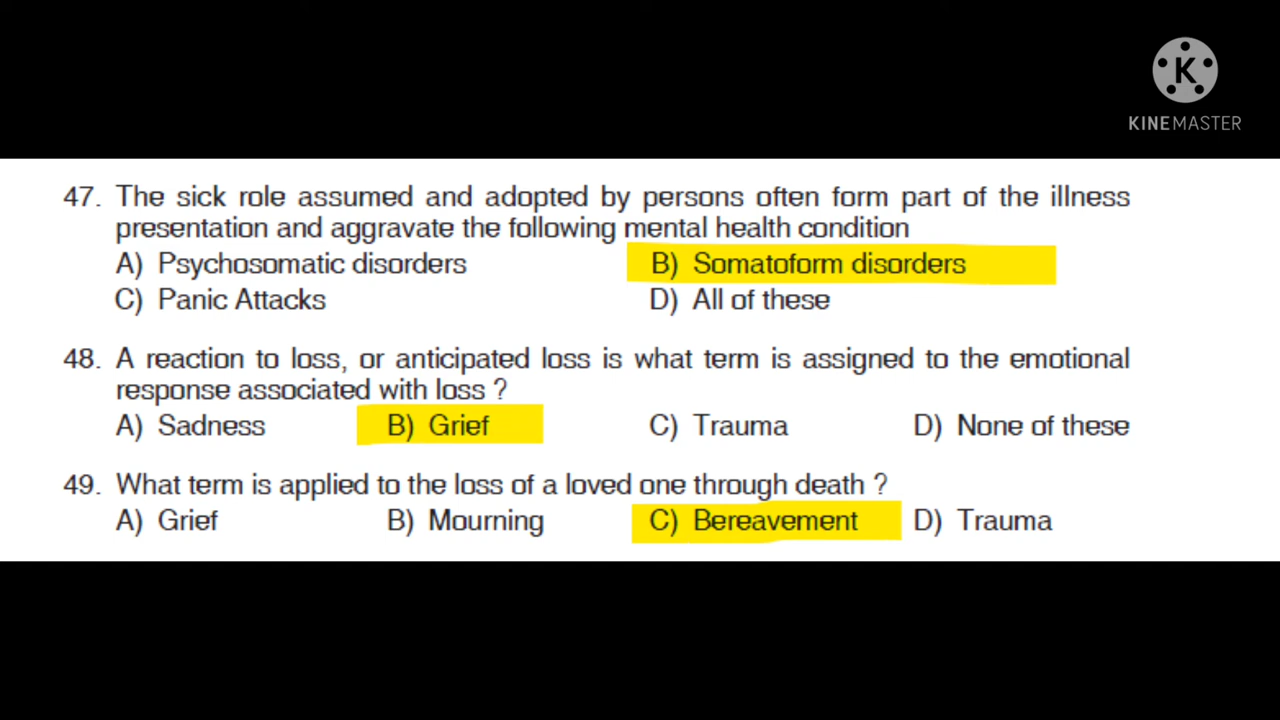 K
KINEMASTER
47. The sick role assumed and adopted by persons often form part of the illness
presentation and aggravate the following mental health condition
A) Psychosomatic disorders B) Somatoform disorders
C) Panic Attacks D) All of these
48. A reaction to loss, or anticipated loss is what term is assigned to the emotional
response associated with loss ?
A) Sadness B) Grief C) Trauma D) None of these
49. What term is applied to the loss of a loved one through death ?
A) Grief B) Mourning C) Bereavement D) Trauma